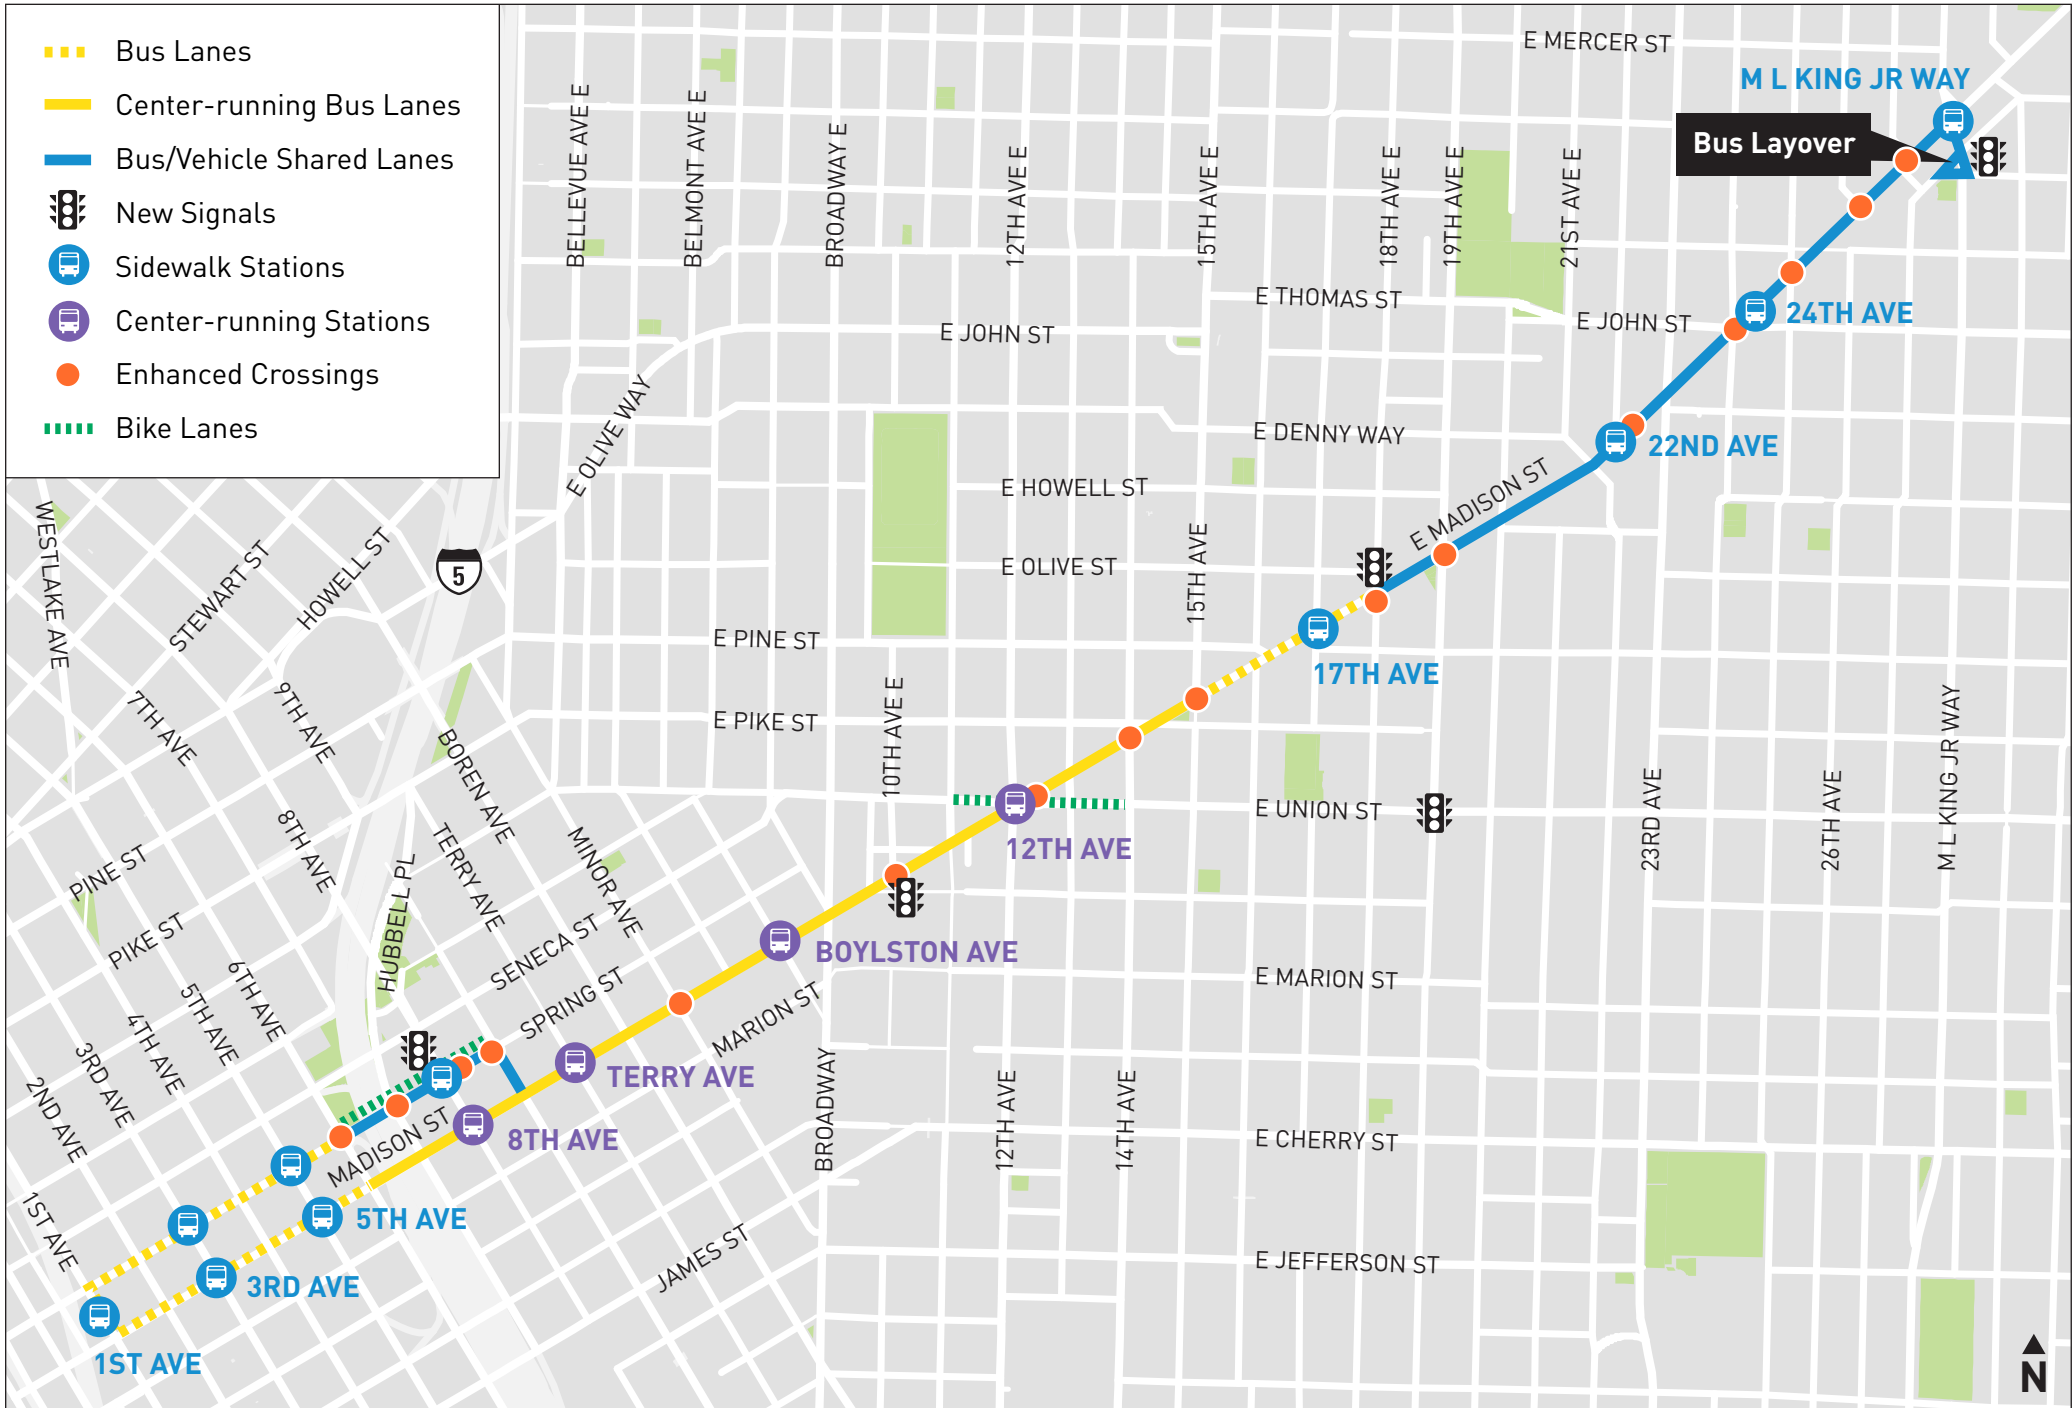 Bus Lanes
Center-running Bus Lanes
Bus/Vehicle Shared Lanes
New Signals
Sidewalk Stations
Center-running Stations
Enhanced Crossings
Bike Lanes
E MERCER ST
M L KING JR WAY
Bus Layover
BELLEVUE AVE E
BELMONT AVE E
BROADWAY E
12TH AVE E
15TH AVE E
18TH AVE E
19TH AVE E
21ST AVE E
E THOMAS ST
E JOHN ST
E JOHN ST
24TH AVE
E OLIVE WAY
E DENNY WAY
22ND AVE
E HOWELL ST
E MADISON ST
WESTLAKE AVE
STEWART ST
HOWELL ST
5
E OLIVE ST
15TH AVE
E PINE ST
17TH AVE
7TH AVE
9TH AVE
BOREN AVE
E PIKE ST
10TH AVE E
M L KING JR WAY
23RD AVE
26TH AVE
E UNION ST
12TH AVE
PINE ST
8TH AVE
HUBBELL PL
TERRY AVE
MINOR AVE
PIKE ST
SENECA ST
BOYLSTON AVE
6TH AVE
5TH AVE
4TH AVE
3RD AVE
2ND AVE
1ST AVE
SPRING ST
MARION ST
E MARION ST
TERRY AVE
MADISON ST
8TH AVE
BROADWAY
12TH AVE
14TH AVE
E CHERRY ST
5TH AVE
3RD AVE
JAMES ST
E JEFFERSON ST
1ST AVE
N